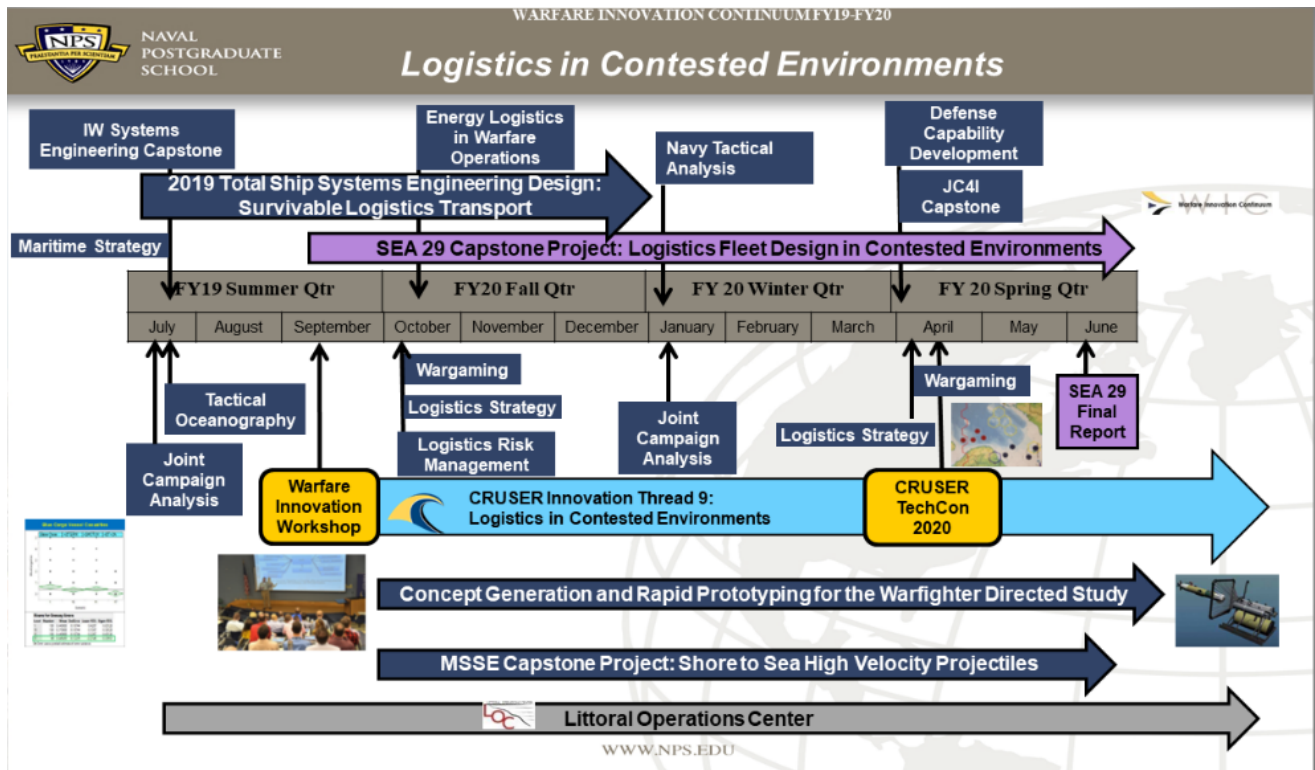 WARFARE INNOVATION CONTINUUM FY19-FY20
NPS
PRAESTANTIA PER SCIENTIAM
NAVAL
POSTGRADUATE
SCHOOL
Logistics in Contested Environments
IW Systems
Engineering Capstone
Energy Logistics
in Warfare
Operations
Navy Tactical
Analysis
Defense
Capability
Development
JC4I
Capstone
2019 Total Ship Systems Engineering Design:
Survivable Logistics Transport
WIC
Warfare Innovation Continuum
Maritime Strategy
SEA 29 Capstone Project: Logistics Fleet Design in Contested Environments
FY19 Summer Qtr
FY20 Fall Qtr
FY 20 Winter Qtr
FY 20 Spring Qtr
July
August
September
October
November
December
January
February
March
April
May
June
Tactical
Oceanography
Joint
Campaign
Analysis
Wargaming
Logistics Strategy
Logistics Risk
Management
Joint
Campaign
Analysis
Logistics Strategy
Wargaming
SEA 29
Final
Report
Warfare
Innovation
Workshop
CRUSER Innovation Thread 9:
Logistics in Contested Environments
CRUSER
TechCon
2020
Concept Generation and Rapid Prototyping for the Warfighter Directed Study
MSSE Capstone Project: Shore to Sea High Velocity Projectiles
LOC
Littoral Operations Center
WWW.NPS.EDU